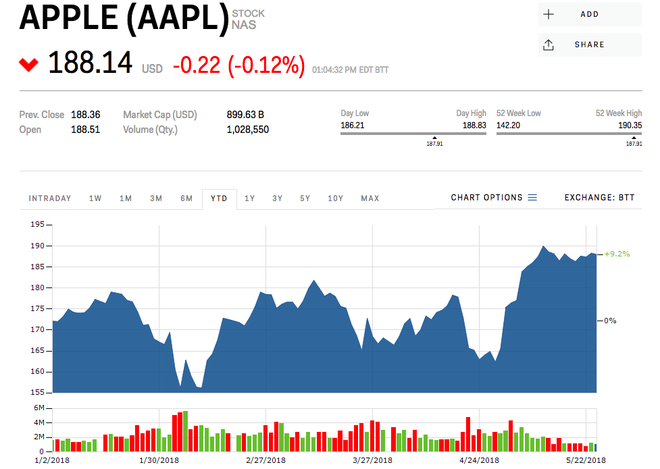 APPLE (AAPL) STOCK NAS
ADD
SHARE
188.14 USD -0.22 (-0.12%) 01:04:32 PM EDT BTT
Prev. Close 188.36 Market Cap (USD) 899.63 B Day Low Day High 52 Week Low 52 Week High
Open 188.51 Volume (Qty.) 1,028,550 186.21 188.83 142.20 190.35
187.91 187.91
INTRADAY 1W 1M 3M 6M YTD 1Y 3Y 5Y 10Y MAX CHART OPTIONS EXCHANGE: BTT
195
190
+9.2%
185
180
175
0%
170
165
160
155
6M
4M
2M
0
1/2/2018 1/30/2018 2/27/2018 3/27/2018 4/24/2018 5/22/2018